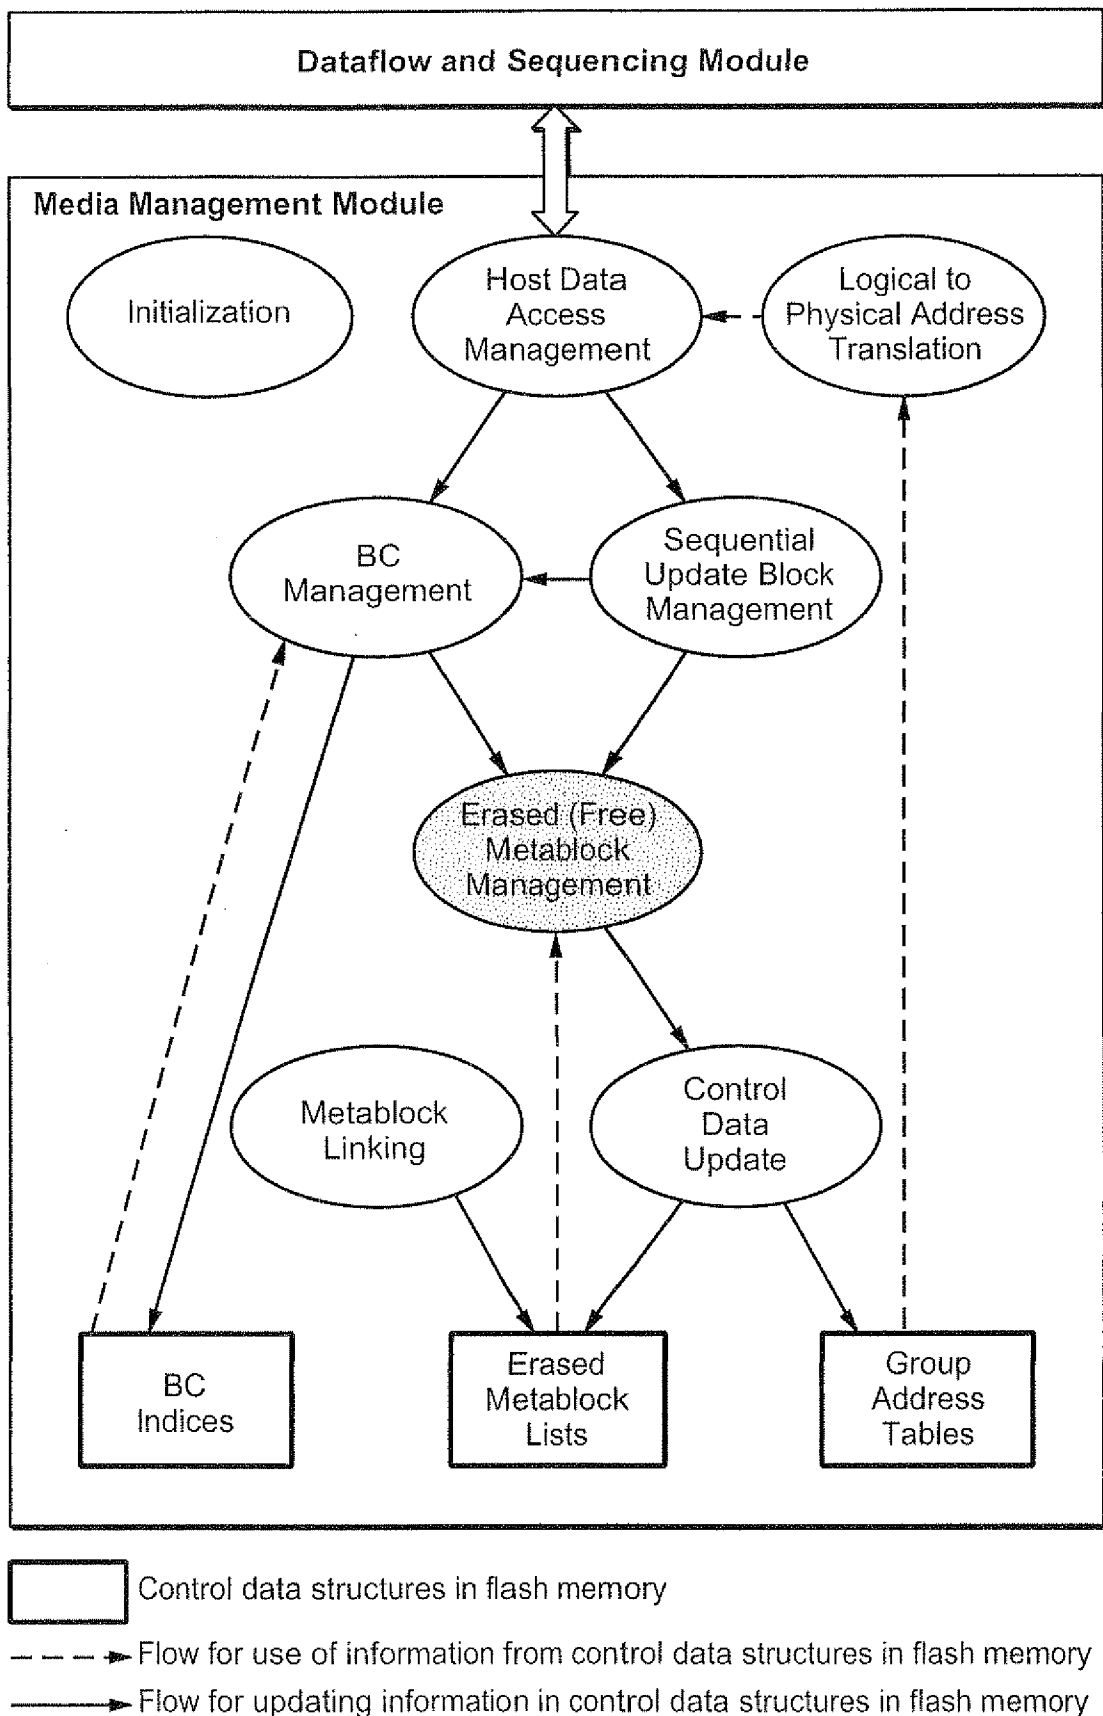 Dataflow and Sequencing Module
Media Management Module
Initialization
Host Data
Access
Management
Logical to
Physical Address
Translation
BC
Management
Sequential
Update Block
Management
Erased (Free)
Metablock
Management
Metablock
Linking
Control
Data
Update
BC
Indices
Erased
Metablock
Lists
Group
Address
Tables
Control data structures in flash memory
Flow for use of information from control data structures in flash memory
Flow for updating information in control data structures in flash memory